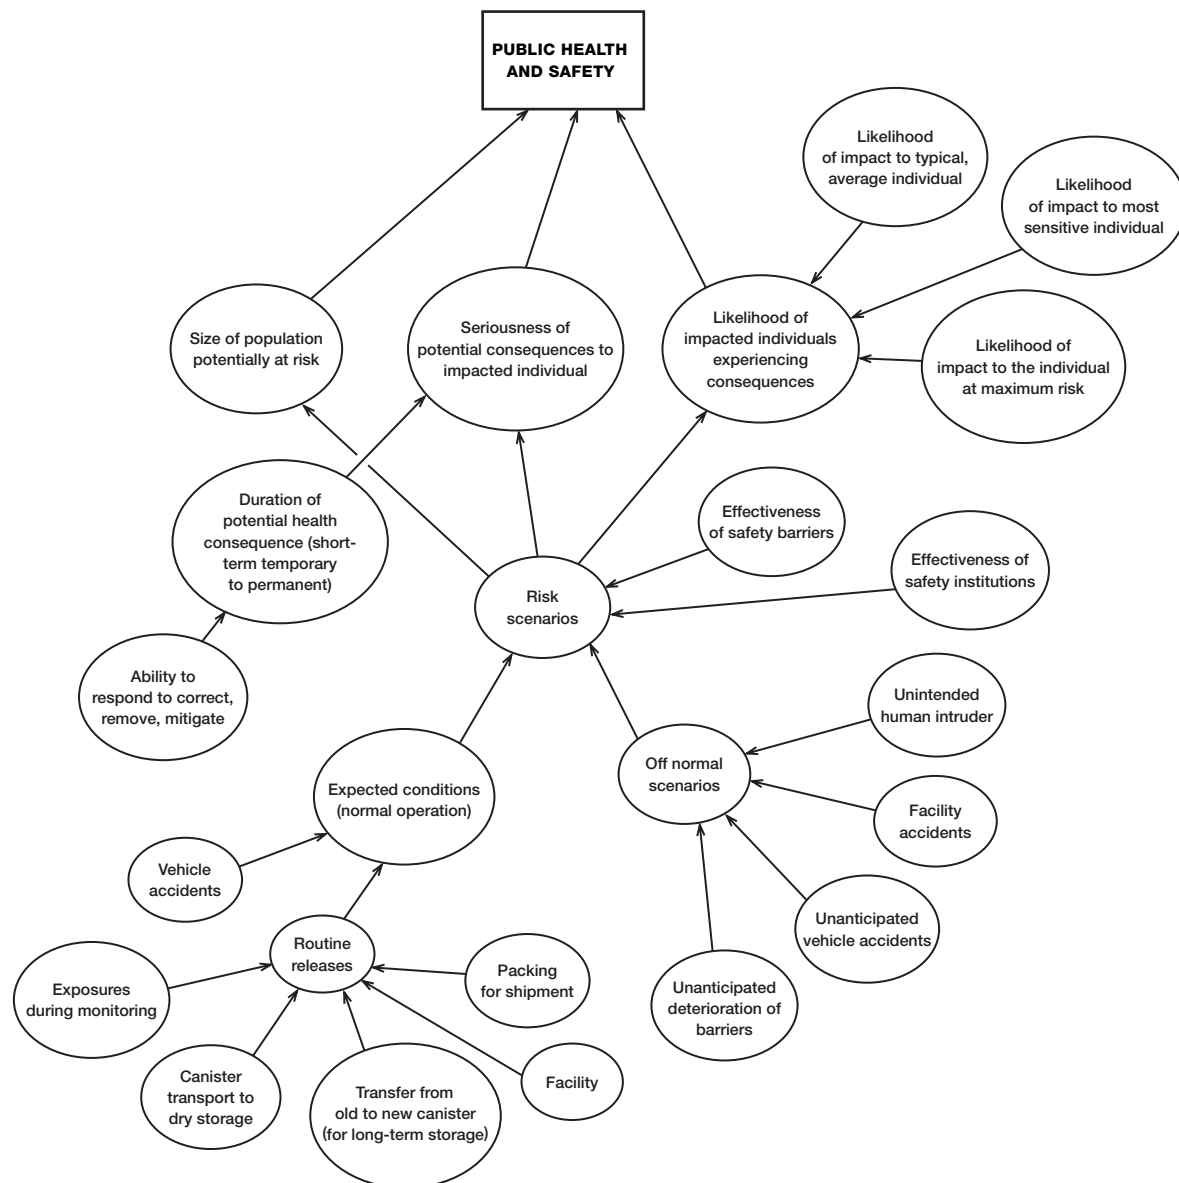 PUBLIC HEALTH
AND SAFETY
Likelihood
of impact to typical,
average individual
Likelihood
of impact to most
sensitive individual
Size of population
potentially at risk
Seriousness of
potential consequences to
impacted individual
Likelihood of
impacted individuals
experiencing
consequences
Likelihood of
impact to the individual
at maximum risk
Duration of
potential health
consequence (short-
term temporary
to permanent)
Effectiveness
of safety barriers
Effectiveness of
safety institutions
Risk
scenarios
Ability to
respond to correct,
remove, mitigate
Unintended
human intruder
Expected conditions
(normal operation)
Off normal
scenarios
Facility
accidents
Vehicle
accidents
Unanticipated
vehicle accidents
Routine
releases
Packing
for shipment
Exposures
during monitoring
Unanticipated
deterioration of
barriers
Canister
transport to
dry storage
Transfer from
old to new canister
(for long-term storage)
Facility